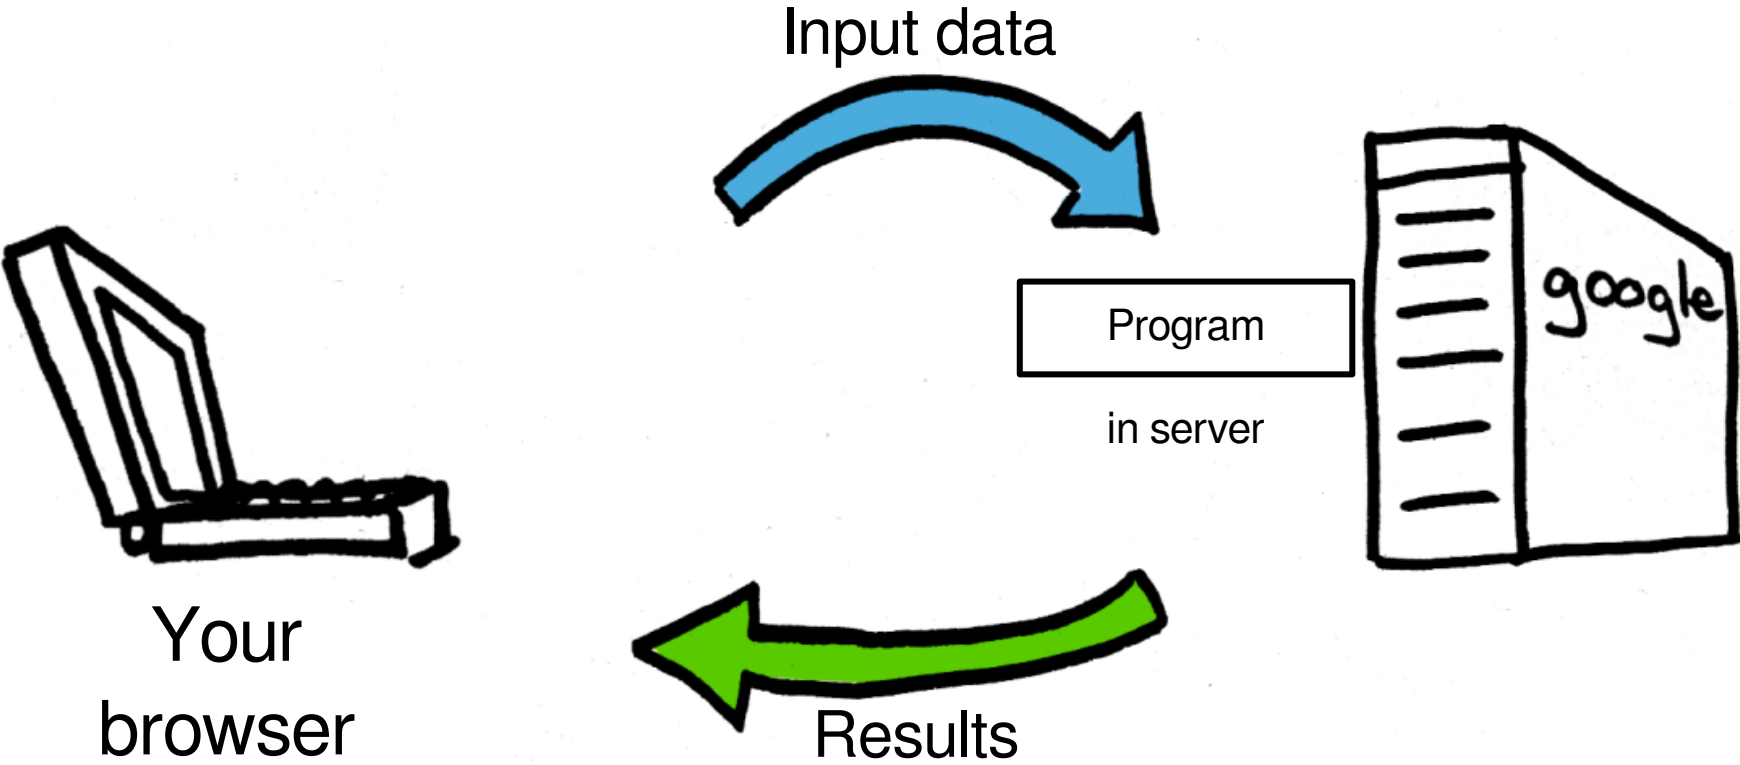 Input data
google
Program
in server
Your
browser
Results